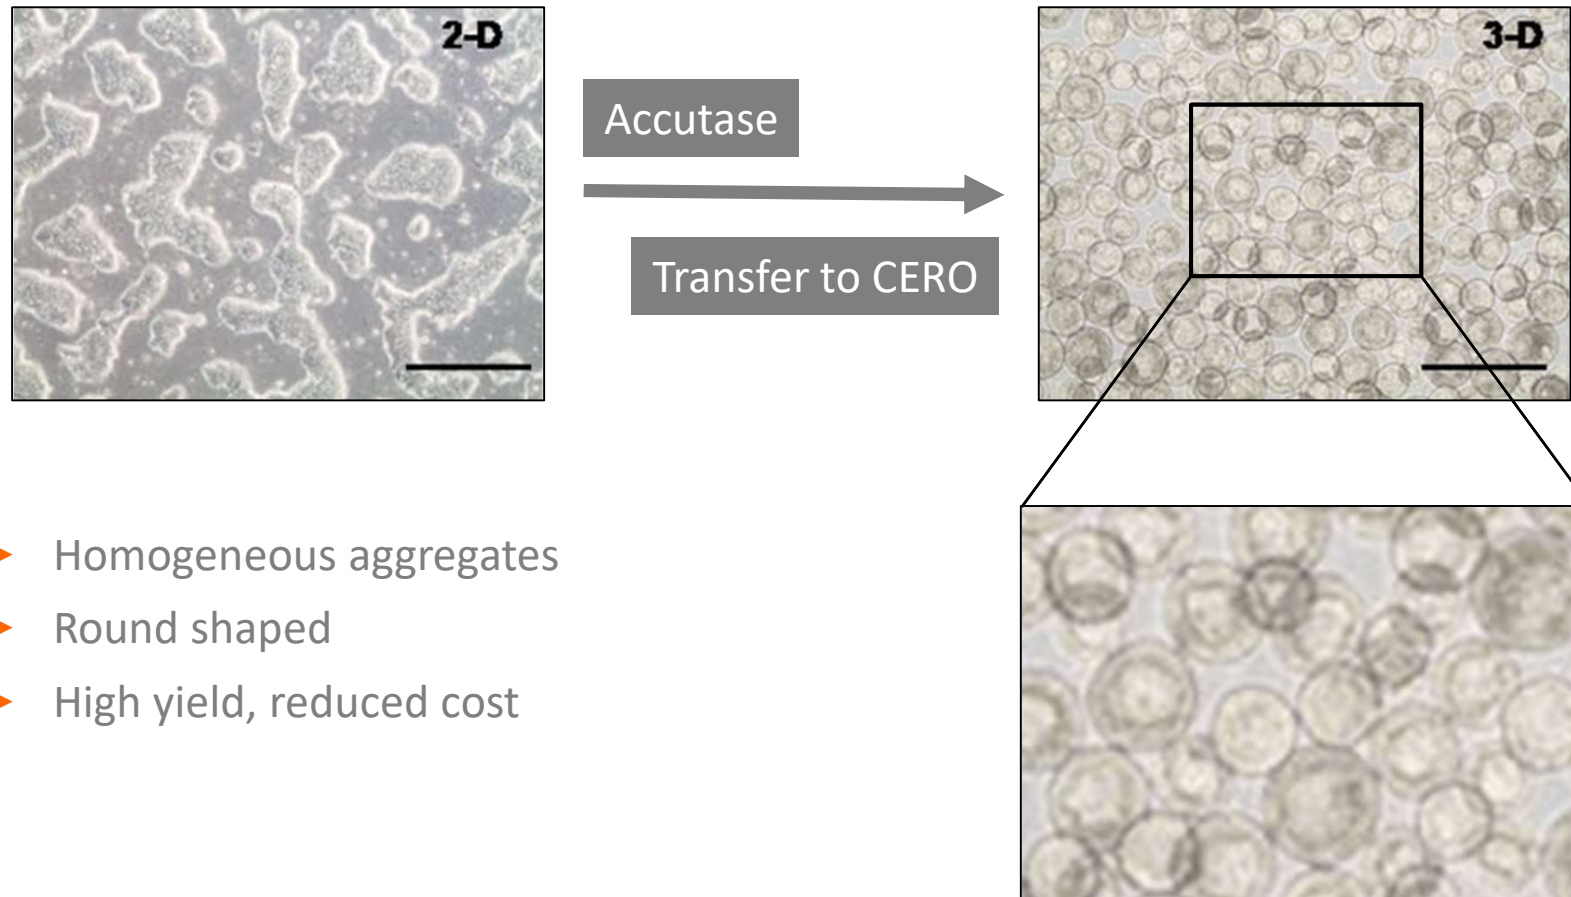 2-D
Accutase
Transfer to CERO
3-D
Homogeneous aggregates
Round shaped
High yield, reduced cost